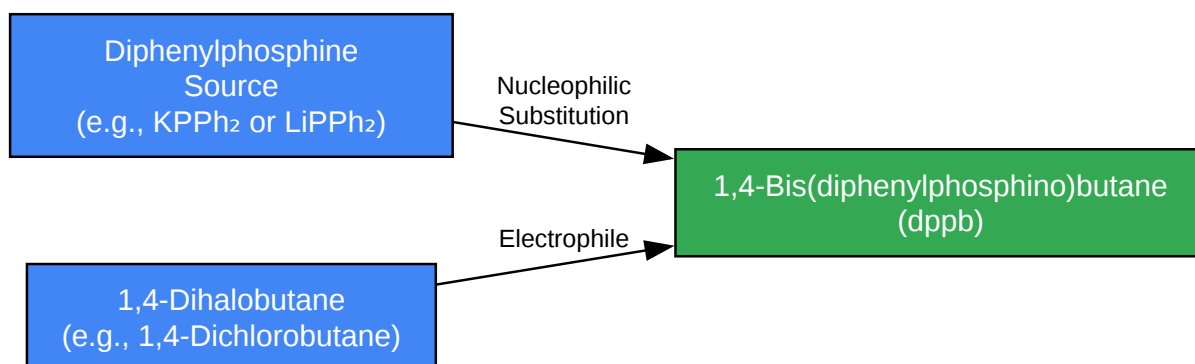 Diphenylphosphine
Source
(e.g., KPPh₂ or LiPPh₂)
Nucleophilic
Substitution
1,4-Bis(diphenylphosphino)butane
(dppb)
Electrophile
1,4-Dihalobutane
(e.g., 1,4-Dichlorobutane)